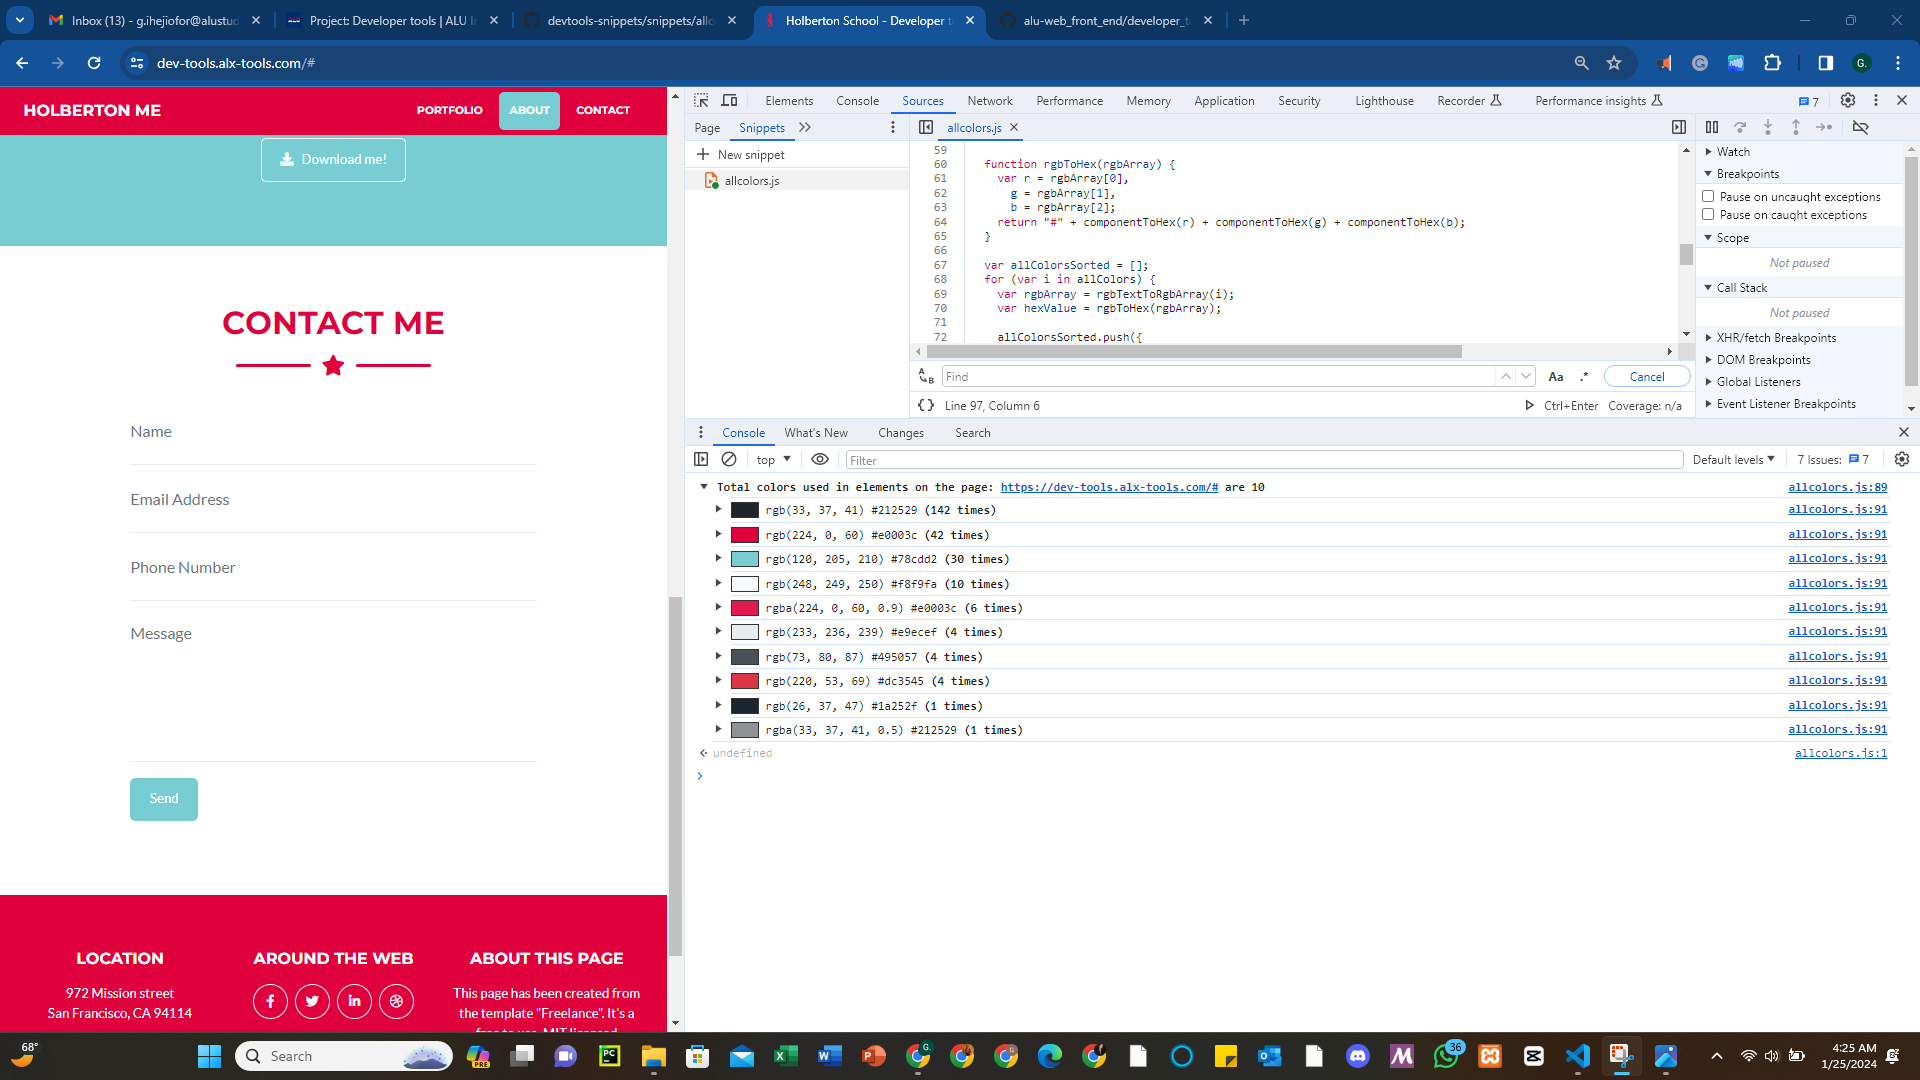 Inbox (13) - g.ihejiofor@alustud
Project: Developer tools | ALU In
devtools-snippets/snippets/allc
Holberton School - Developer t
alu-web_front_end/developer_t
dev-tools.alx-tools.com/#
G.
HOLBERTON ME
PORTFOLIO
ABOUT
CONTACT
Download me!
CONTACT ME
Name
Email Address
Phone Number
Message
Send
LOCATION
972 Mission street
San Francisco, CA 94114
AROUND THE WEB
ABOUT THIS PAGE
This page has been created from
the template "Freelance". It's a
free to use, MIT licensed
Elements Console Sources Network Performance Memory Application Security Lighthouse Recorder Performance insights 7
Page Snippets
New snippet
allcolors.js
allcolors.js
59
60 function rgbToHex(rgbArray) {
61 var r = rgbArray[0],
62 g = rgbArray[1],
63 b = rgbArray[2];
64 return "#" + componentToHex(r) + componentToHex(g) + componentToHex(b);
65 }
66
67 var allColorsSorted = [];
68 for (var i in allColors) {
69 var rgbArray = rgbTextToRgbArray(i);
70 var hexValue = rgbToHex(rgbArray);
71
72 allColorsSorted.push({
Find
Aa .* Cancel
{} Line 97, Column 6
Ctrl+Enter Coverage: n/a
Watch
Breakpoints
Pause on uncaught exceptions
Pause on caught exceptions
Scope
Not paused
Call Stack
Not paused
XHR/fetch Breakpoints
DOM Breakpoints
Global Listeners
Event Listener Breakpoints
Console What's New Changes Search
top Filter Default levels 7 Issues: 7
Total colors used in elements on the page: https://dev-tools.alx-tools.com/# are 10 allcolors.js:89
rgb(33, 37, 41) #212529 (142 times) allcolors.js:91
rgb(224, 0, 60) #e0003c (42 times) allcolors.js:91
rgb(120, 205, 210) #78cdd2 (30 times) allcolors.js:91
rgb(248, 249, 250) #f8f9fa (10 times) allcolors.js:91
rgba(224, 0, 60, 0.9) #e0003c (6 times) allcolors.js:91
rgb(233, 236, 239) #e9ecef (4 times) allcolors.js:91
rgb(73, 80, 87) #495057 (4 times) allcolors.js:91
rgb(220, 53, 69) #dc3545 (4 times) allcolors.js:91
rgb(26, 37, 47) #1a252f (1 times) allcolors.js:91
rgba(33, 37, 41, 0.5) #212529 (1 times) allcolors.js:91
undefined allcolors.js:1
68°
Search
PRE
36
4:25 AM
1/25/2024